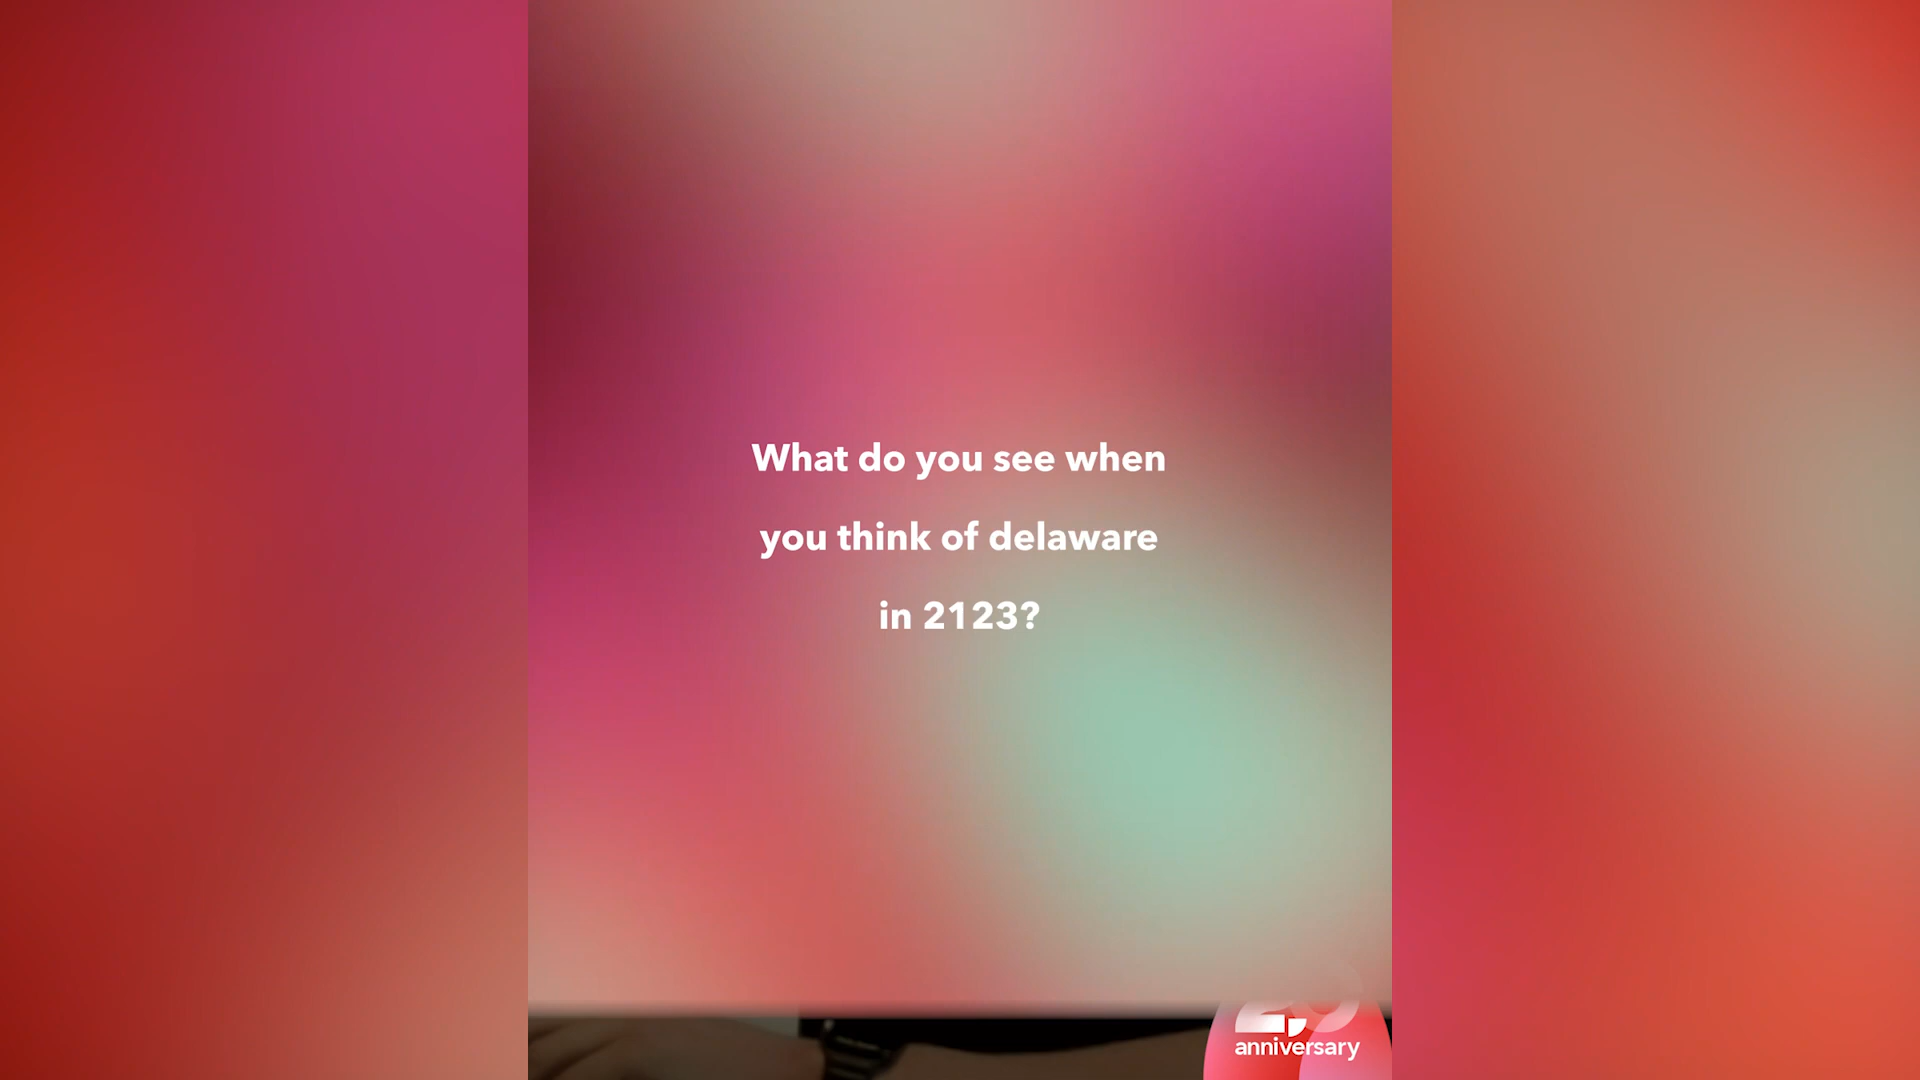 What do you see when
you think of delaware
in 2123?
anniversary